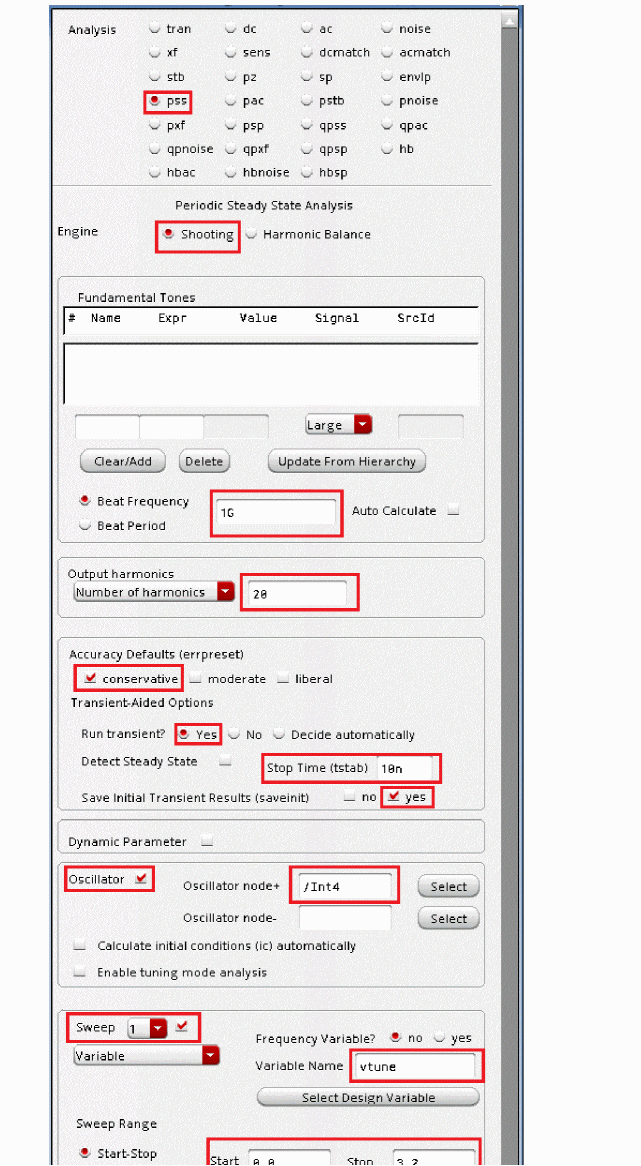 Analysis tran dc ac noise
xf sens dcmatch acmatch
stb pz sp envlp
pss pac pstb pnoise
pxf psp qpss qpac
qpnoise qpxf qpsp hb
hbac hbnoise hbsp
Periodic Steady State Analysis
Engine Shooting Harmonic Balance
Fundamental Tones
# Name Expr Value Signal SrcId
Large
Clear/Add Delete Update From Hierarchy
Beat Frequency 1G Auto Calculate
Beat Period
Output harmonics
Number of harmonics 20
Accuracy Defaults (errpreset)
conservative moderate liberal
Transient-Aided Options
Run transient? Yes No Decide automatically
Detect Steady State Stop Time (tstab) 10n
Save Initial Transient Results (saveinit) no yes
Dynamic Parameter
Oscillator Oscillator node+ /Int4 Select
Oscillator node- Select
Calculate initial conditions (ic) automatically
Enable tuning mode analysis
Sweep 1 Frequency Variable? no yes
Variable Variable Name vtune
Select Design Variable
Sweep Range
Start-Stop Start 0.0 Stop 3.2